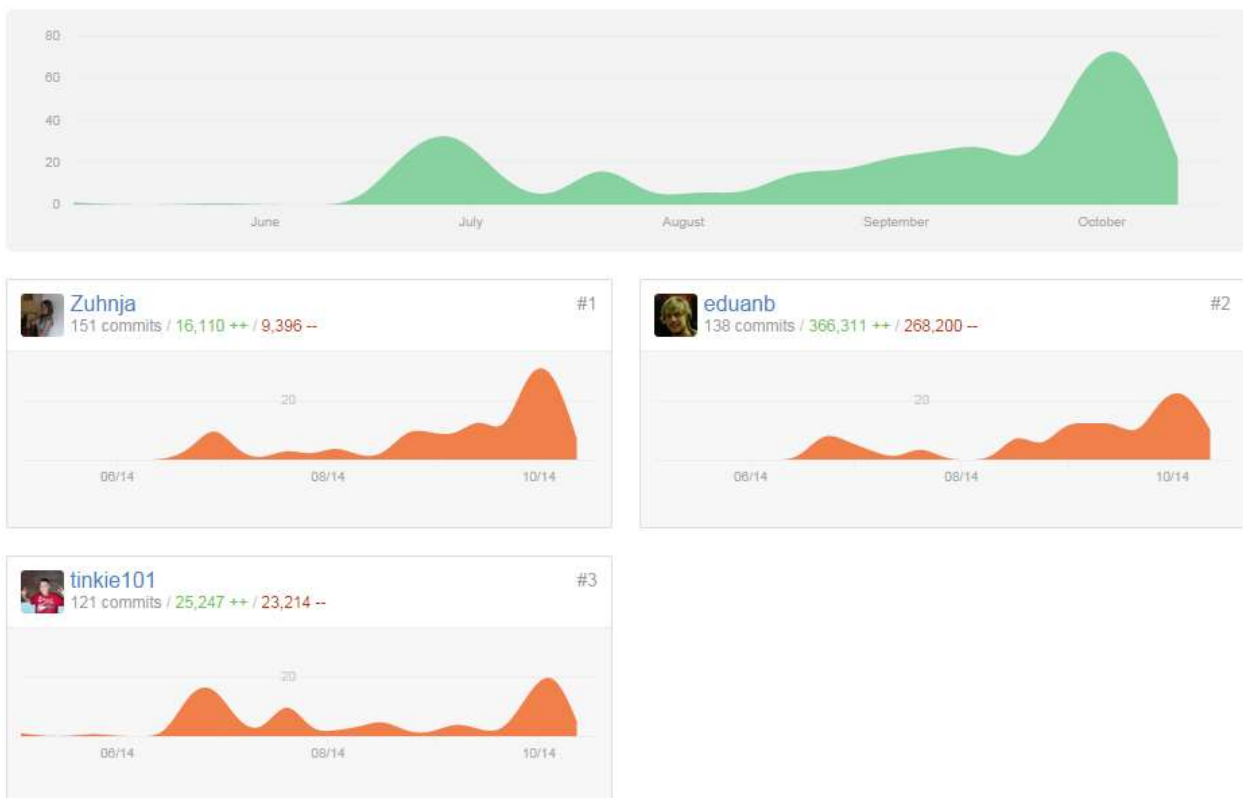 80
60
40
20
0
June July August September October
Zuhnja #1
151 commits / 16,110 ++ / 9,396 --
20
06/14 08/14 10/14
eduanb #2
138 commits / 366,311 ++ / 268,200 --
20
06/14 08/14 10/14
tinkie101 #3
121 commits / 25,247 ++ / 23,214 --
20
06/14 08/14 10/14